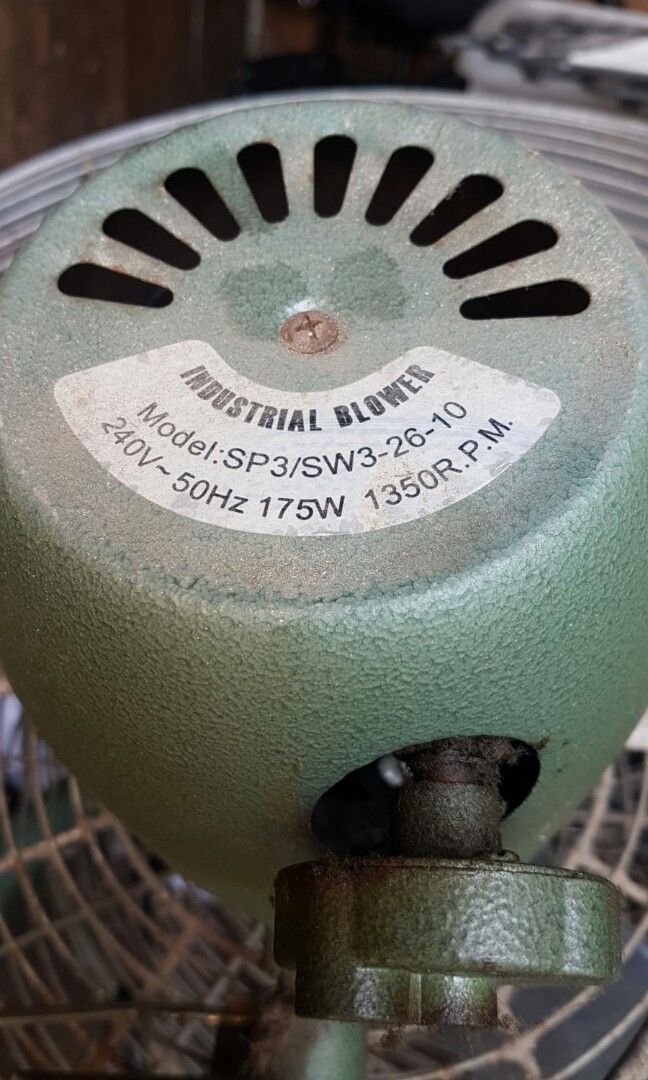 INDUSTRIAL BLOWER
Model:SP3/SW3-26-10
240V~50Hz 175W 1350R.P.M.